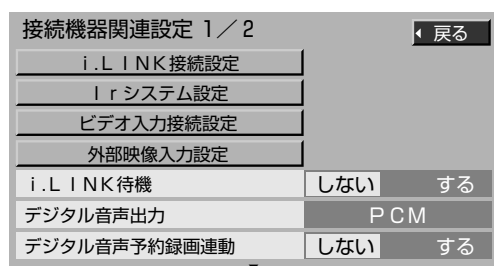 接続機器関連設定 1／2
戻る
i.LINK接続設定
Irシステム設定
ビデオ入力接続設定
外部映像入力設定
i.LINK待機 しない する
デジタル音声出力 PCM
デジタル音声予約録画連動 しない する